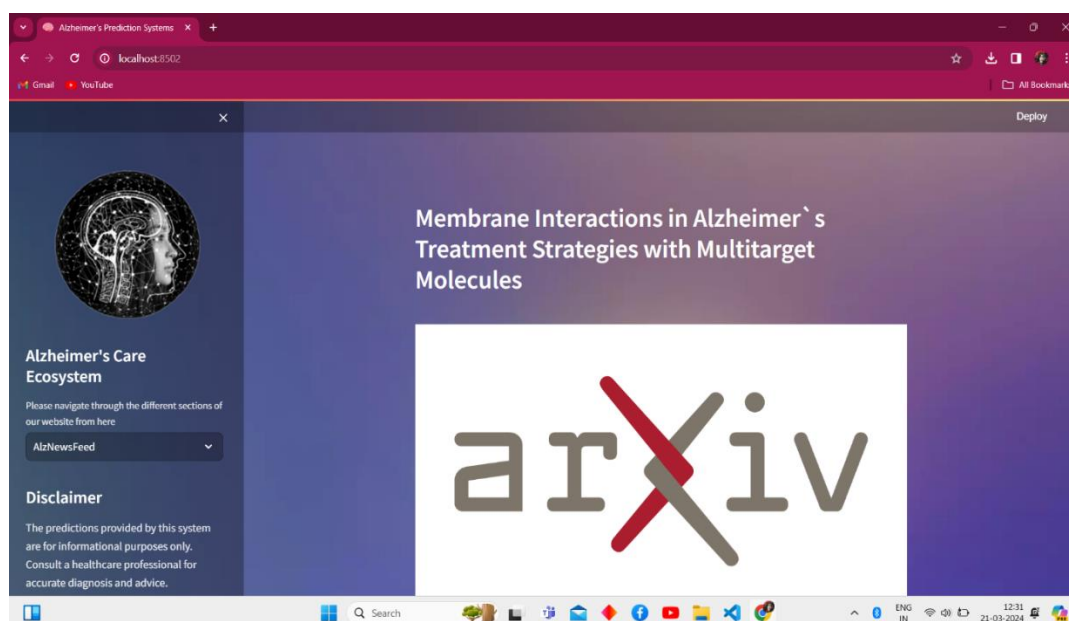 Alzheimer's Prediction Systems
localhost:8502
Gmail
YouTube
All Bookmarks
Deploy
Membrane Interactions in Alzheimer`s
Treatment Strategies with Multitarget
Molecules
arXiv
Alzheimer's Care
Ecosystem
Please navigate through the different sections of
our website from here
AlzNewsFeed
Disclaimer
The predictions provided by this system
are for informational purposes only.
Consult a healthcare professional for
accurate diagnosis and advice.
Search
ENG
IN
12:31
21-03-2024